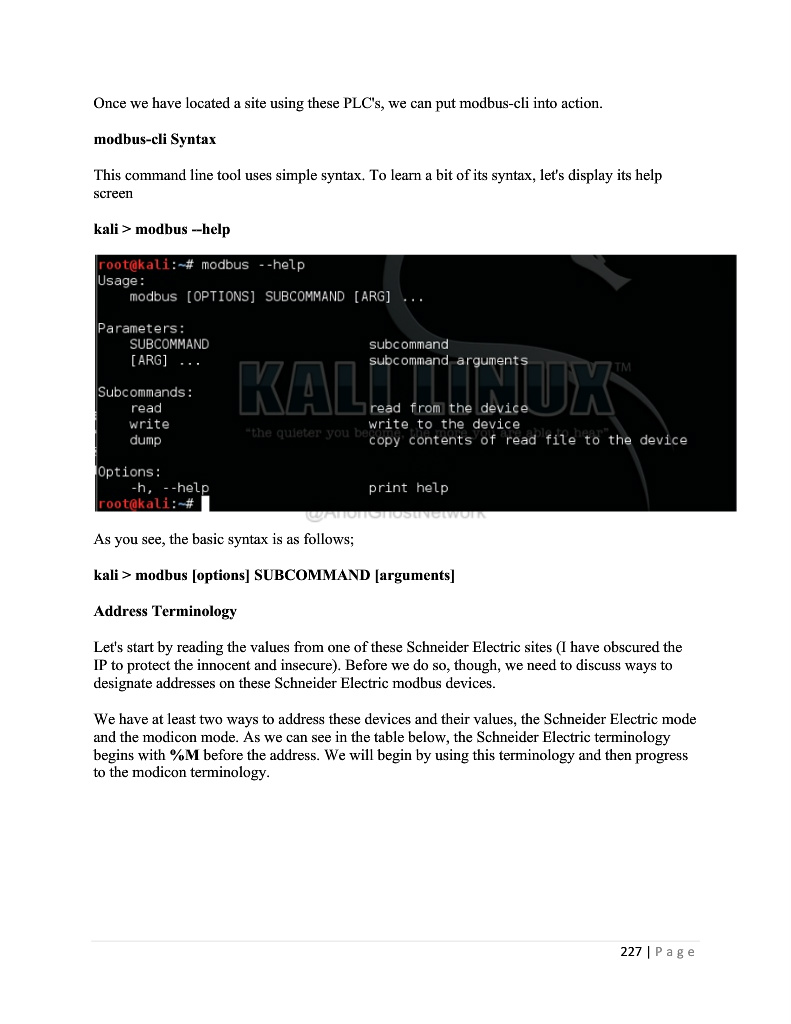 Once we have located a site using these PLC's, we can put modbus-cli into action.
modbus-cli Syntax
This command line tool uses simple syntax. To learn a bit of its syntax, let's display its help
screen
kali > modbus --help
root@kali:~# modbus --help
Usage:
modbus [OPTIONS] SUBCOMMAND [ARG] ...
Parameters:
SUBCOMMAND subcommand
[ARG] ... subcommand arguments
KALI LINUX TM
Subcommands:
read read from the device
write write to the device
"the quieter you become, the more you are able to hear"
dump copy contents of read file to the device
Options:
-h, --help print help
root@kali:~#
@AnonGhostNetwork
As you see, the basic syntax is as follows;
kali > modbus [options] SUBCOMMAND [arguments]
Address Terminology
Let's start by reading the values from one of these Schneider Electric sites (I have obscured the
IP to protect the innocent and insecure). Before we do so, though, we need to discuss ways to
designate addresses on these Schneider Electric modbus devices.
We have at least two ways to address these devices and their values, the Schneider Electric mode
and the modicon mode. As we can see in the table below, the Schneider Electric terminology
begins with %M before the address. We will begin by using this terminology and then progress
to the modicon terminology.
227 | Page